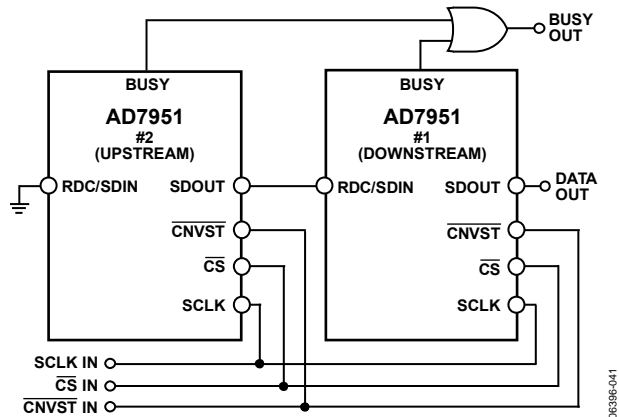 BUSY
OUT
BUSY
AD7951
#2
(UPSTREAM)
RDC/SDIN
SDOUT
CNVST
CS
SCLK
BUSY
AD7951
#1
(DOWNSTREAM)
RDC/SDIN
SDOUT
CNVST
CS
SCLK
DATA
OUT
SCLK IN
CS IN
CNVST IN
06396-041